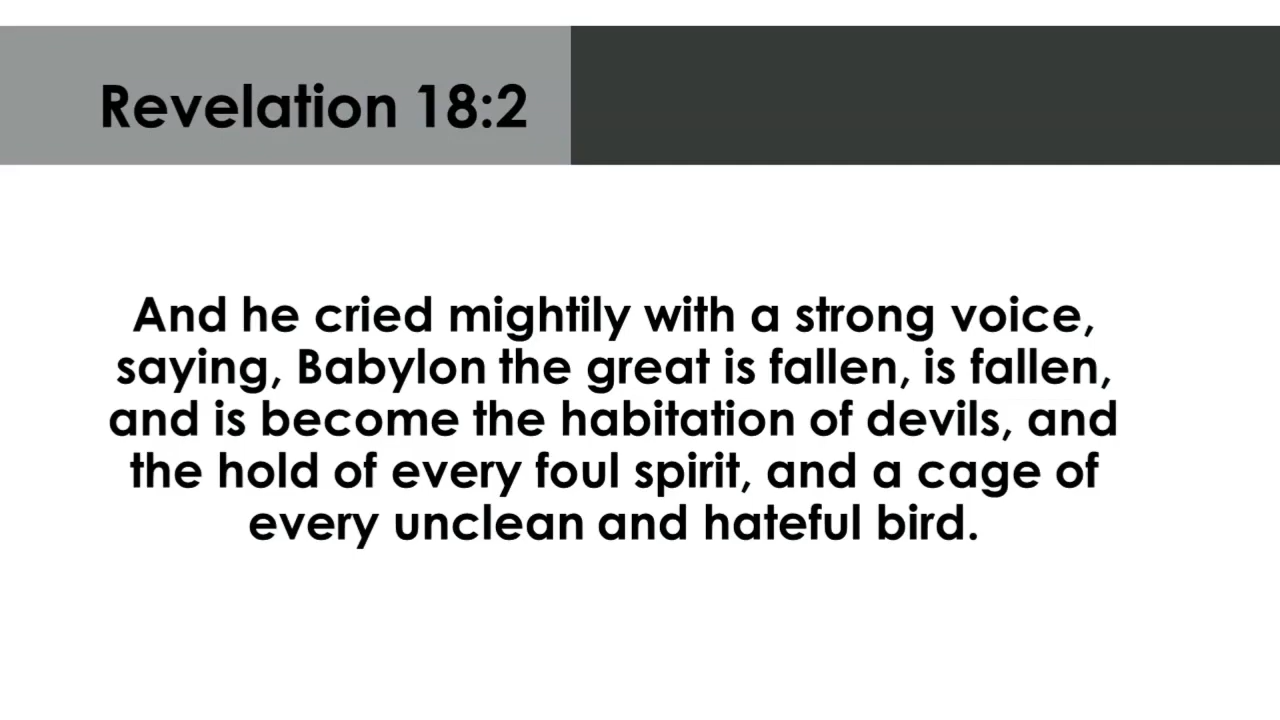 Revelation 18:2
And he cried mightily with a strong voice,
saying, Babylon the great is fallen, is fallen,
and is become the habitation of devils, and
the hold of every foul spirit, and a cage of
every unclean and hateful bird.